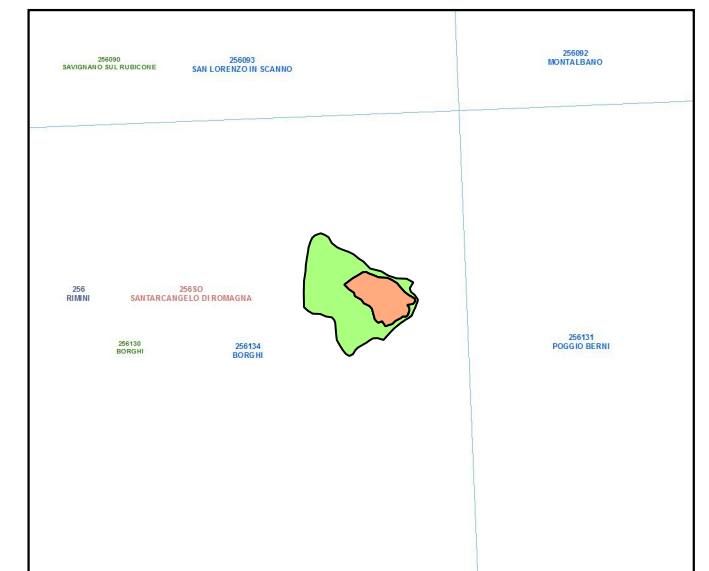 256090
SAVIGNANO SUL RUBICONE
256093
SAN LORENZO IN SCANNO
256092
MONTALBANO
256
RIMINI
256SO
SANTARCANGELO DI ROMAGNA
256130
BORGHI
256134
BORGHI
256131
POGGIO BERNI